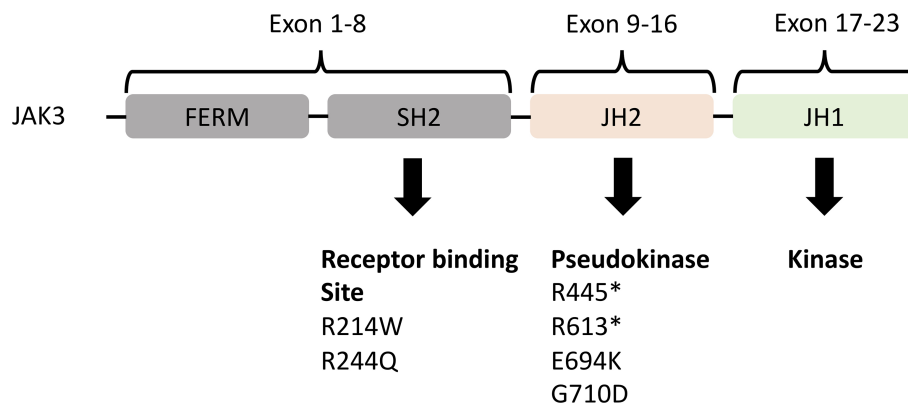 Exon 1-8
Exon 9-16
Exon 17-23
JAK3
FERM
SH2
JH2
JH1
Receptor binding
Site
R214W
R244Q
Pseudokinase
R445*
R613*
E694K
G710D
Kinase